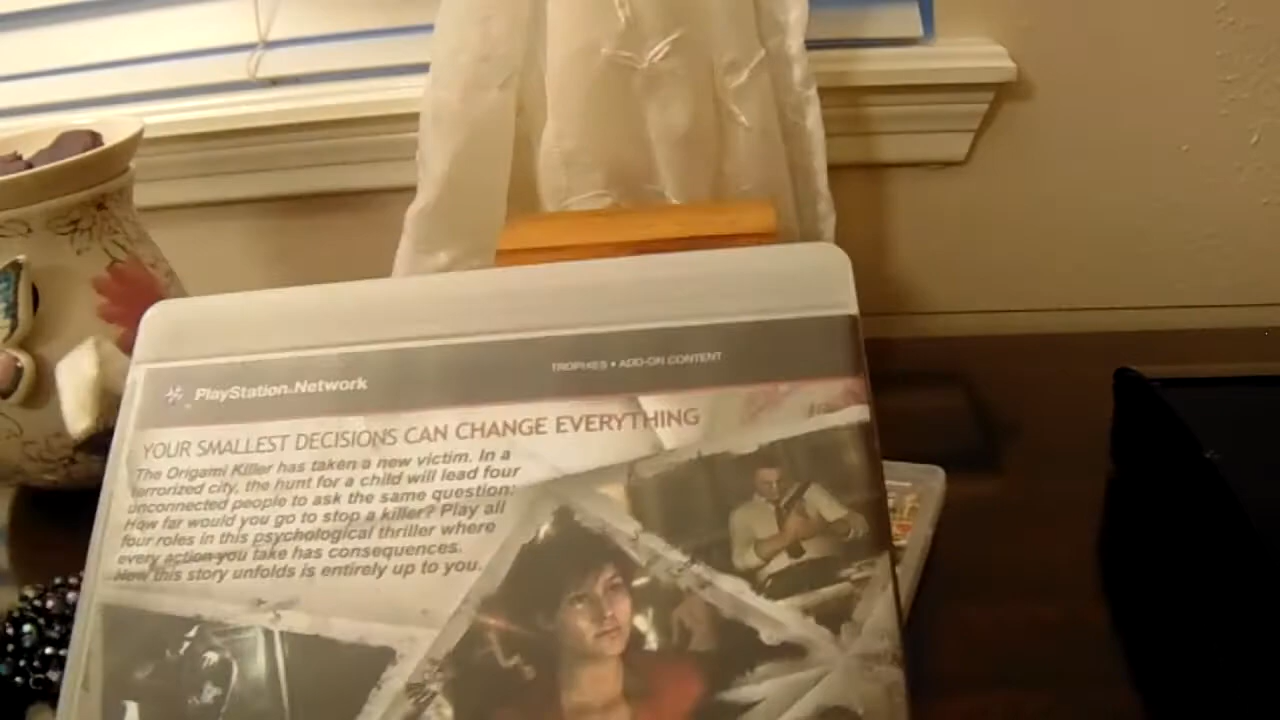 PlayStation Network
TROPHIES • ADD-ON CONTENT
YOUR SMALLEST DECISIONS CAN CHANGE EVERYTHING
The Origami Killer has taken a new victim. In a
terrorized city, the hunt for a child will lead four
unconnected people to ask the same question:
How far would you go to stop a killer? Play all
four roles in this psychological thriller where
every action you take has consequences.
How this story unfolds is entirely up to you.